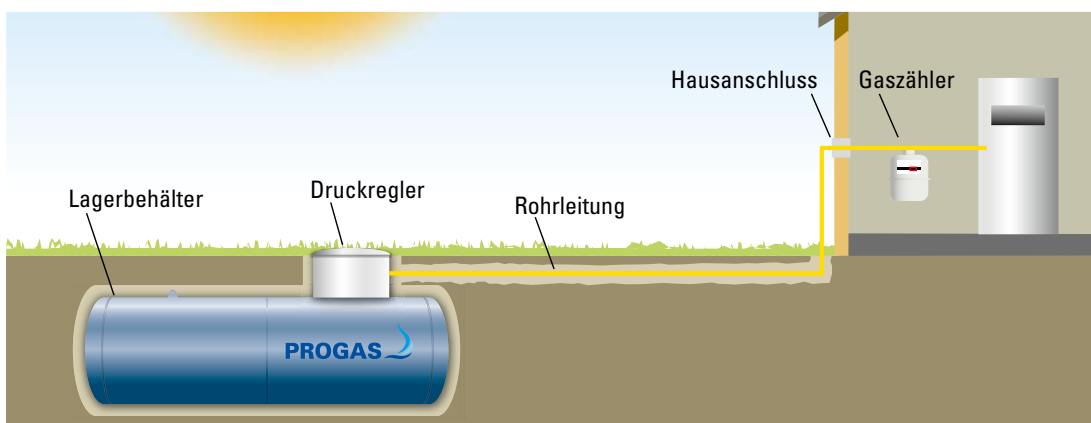 Hausanschluss
Gaszähler
Druckregler
Lagerbehälter
Rohrleitung
PROGAS